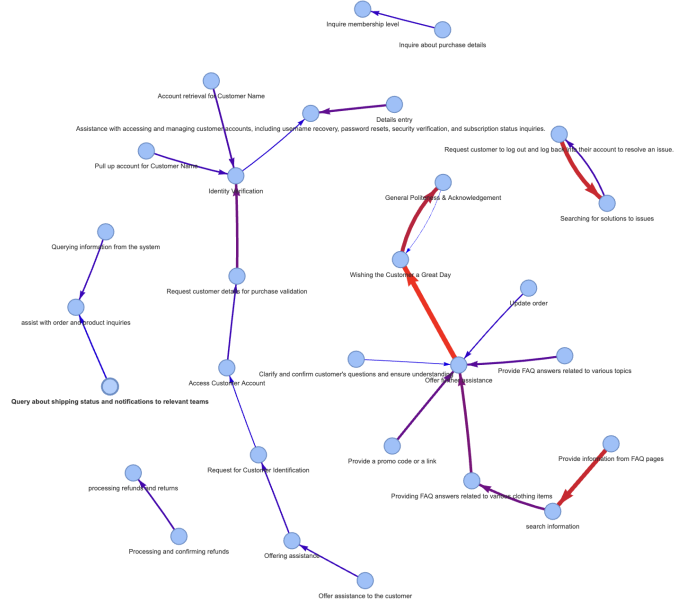 Inquire membership level
Inquire about purchase details
Account retrieval for Customer Name
Details entry
Assistance with accessing and managing customer accounts, including username recovery, password resets, security verification, and subscription status inquiries.
Request customer to log out and log back into their account to resolve an issue.
Pull up account for Customer Name
Identity Verification
General Politeness & Acknowledgement
Searching for solutions to issues
Querying information from the system
Wishing the Customer a Great Day
Request customer details for purchase validation
Update order
assist with order and product inquiries
Clarify and confirm customer's questions and ensure understanding
Provide FAQ answers related to various topics
Offer further assistance
Access Customer Account
Query about shipping status and notifications to relevant teams
Provide a promo code or a link
Provide information from FAQ pages
Request for Customer Identification
processing refunds and returns
Providing FAQ answers related to various clothing items
search information
Processing and confirming refunds
Offering assistance
Offer assistance to the customer